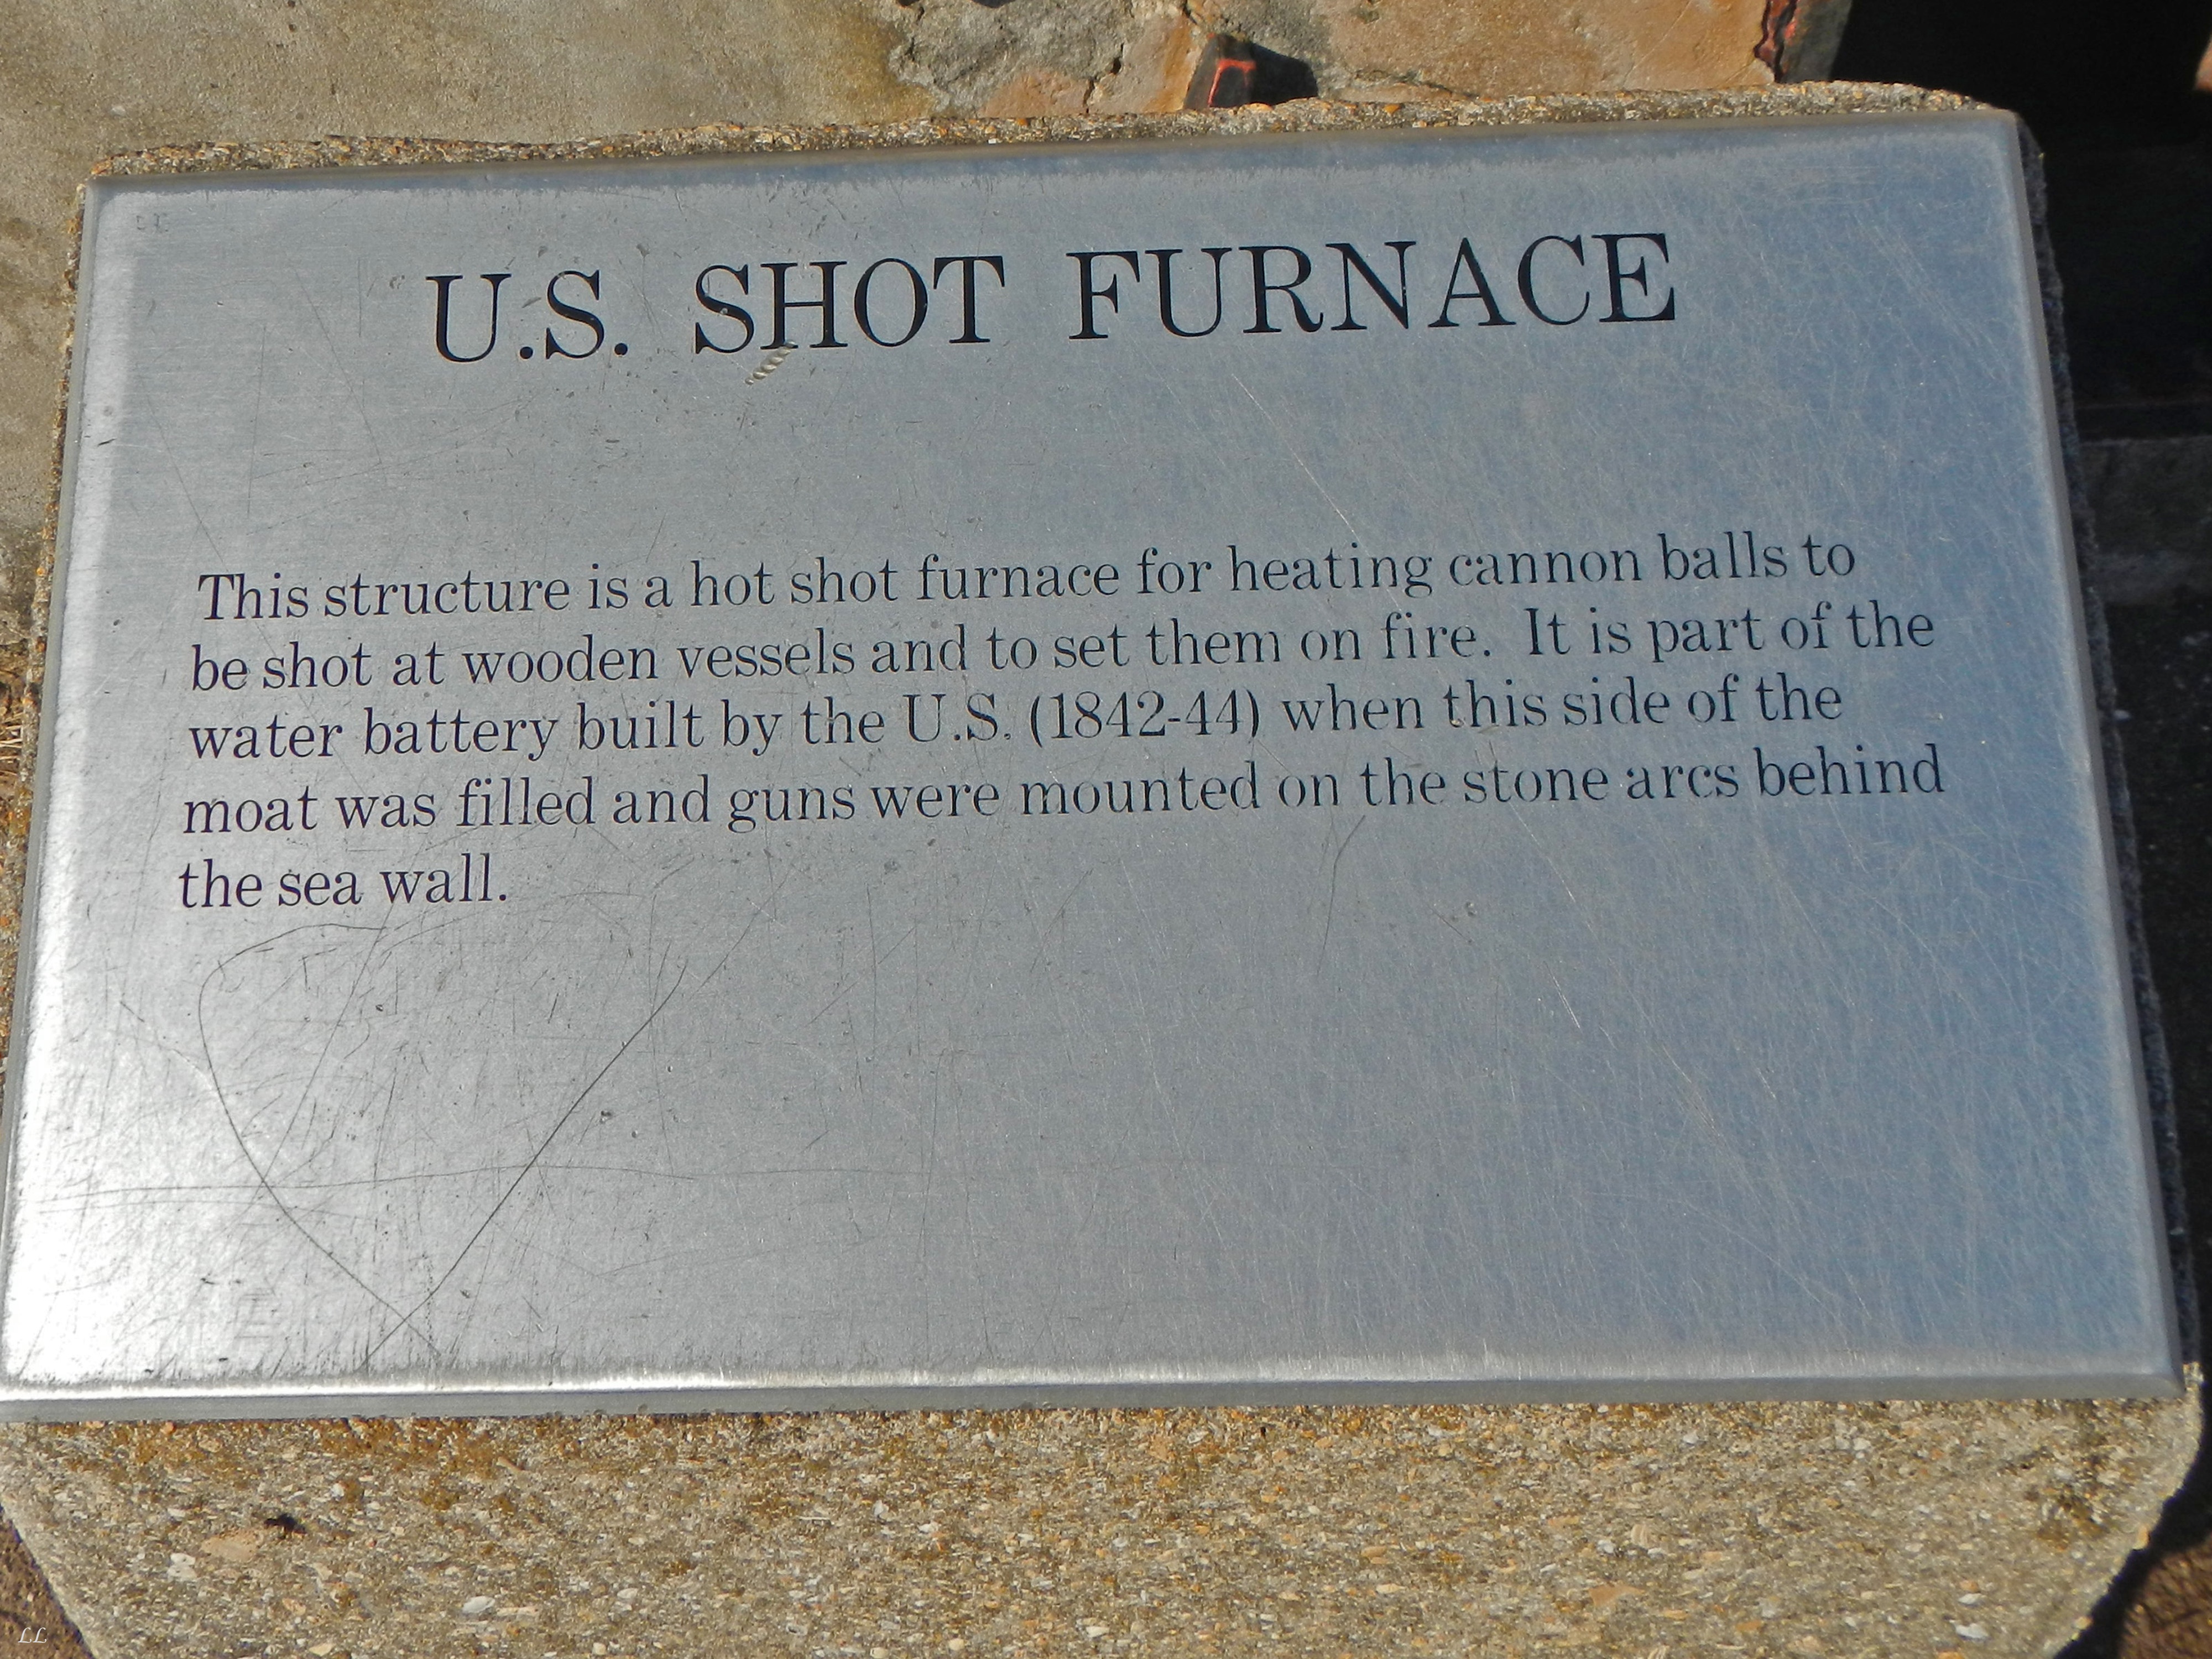 U.S. SHOT FURNACE
This structure is a hot shot furnace for heating cannon balls to
be shot at wooden vessels and to set them on fire. It is part of the
water battery built by the U.S. (1842-44) when this side of the
moat was filled and guns were mounted on the stone arcs behind
the sea wall.
LL